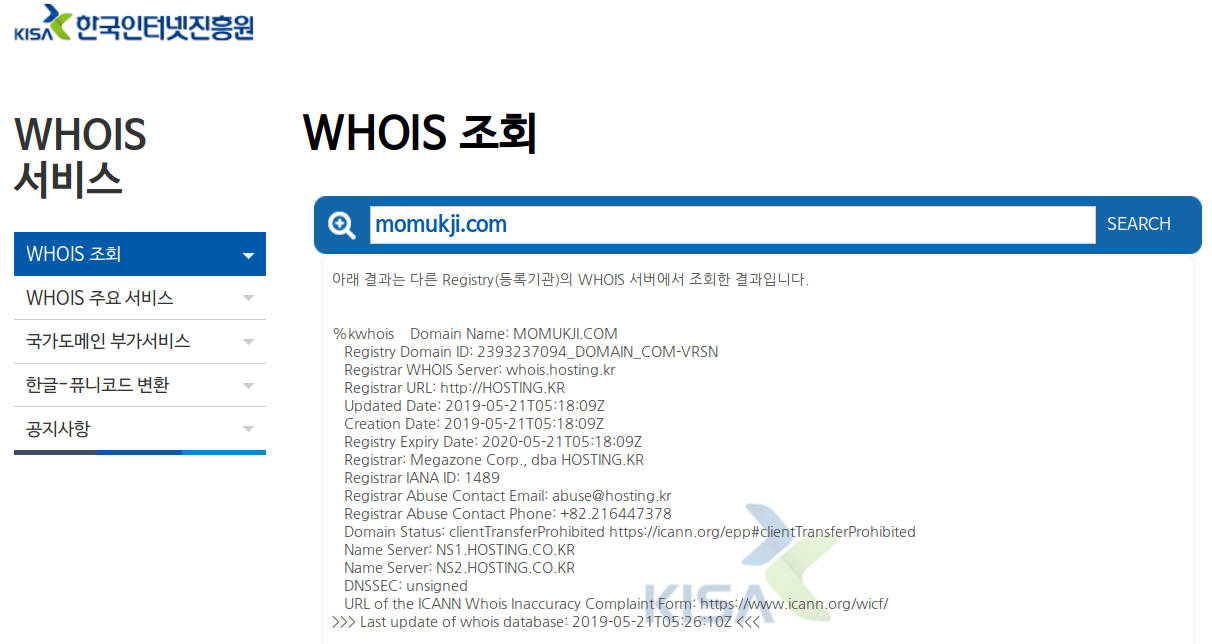 KISA 한국인터넷진흥원
WHOIS
서비스
WHOIS 조회
WHOIS 주요 서비스
국가도메인 부가서비스
한글-퓨니코드 변환
공지사항
WHOIS 조회
momukji.com SEARCH
아래 결과는 다른 Registry(등록기관)의 WHOIS 서버에서 조회한 결과입니다.
%kwhois Domain Name: MOMUKJI.COM
Registry Domain ID: 2393237094_DOMAIN_COM-VRSN
Registrar WHOIS Server: whois.hosting.kr
Registrar URL: http://HOSTING.KR
Updated Date: 2019-05-21T05:18:09Z
Creation Date: 2019-05-21T05:18:09Z
Registry Expiry Date: 2020-05-21T05:18:09Z
Registrar: Megazone Corp., dba HOSTING.KR
Registrar IANA ID: 1489
Registrar Abuse Contact Email: abuse@hosting.kr
Registrar Abuse Contact Phone: +82.216447378
Domain Status: clientTransferProhibited https://icann.org/epp#clientTransferProhibited
Name Server: NS1.HOSTING.CO.KR
Name Server: NS2.HOSTING.CO.KR
DNSSEC: unsigned
URL of the ICANN Whois Inaccuracy Complaint Form: https://www.icann.org/wicf/
>>> Last update of whois database: 2019-05-21T05:26:10Z <<<
KISA